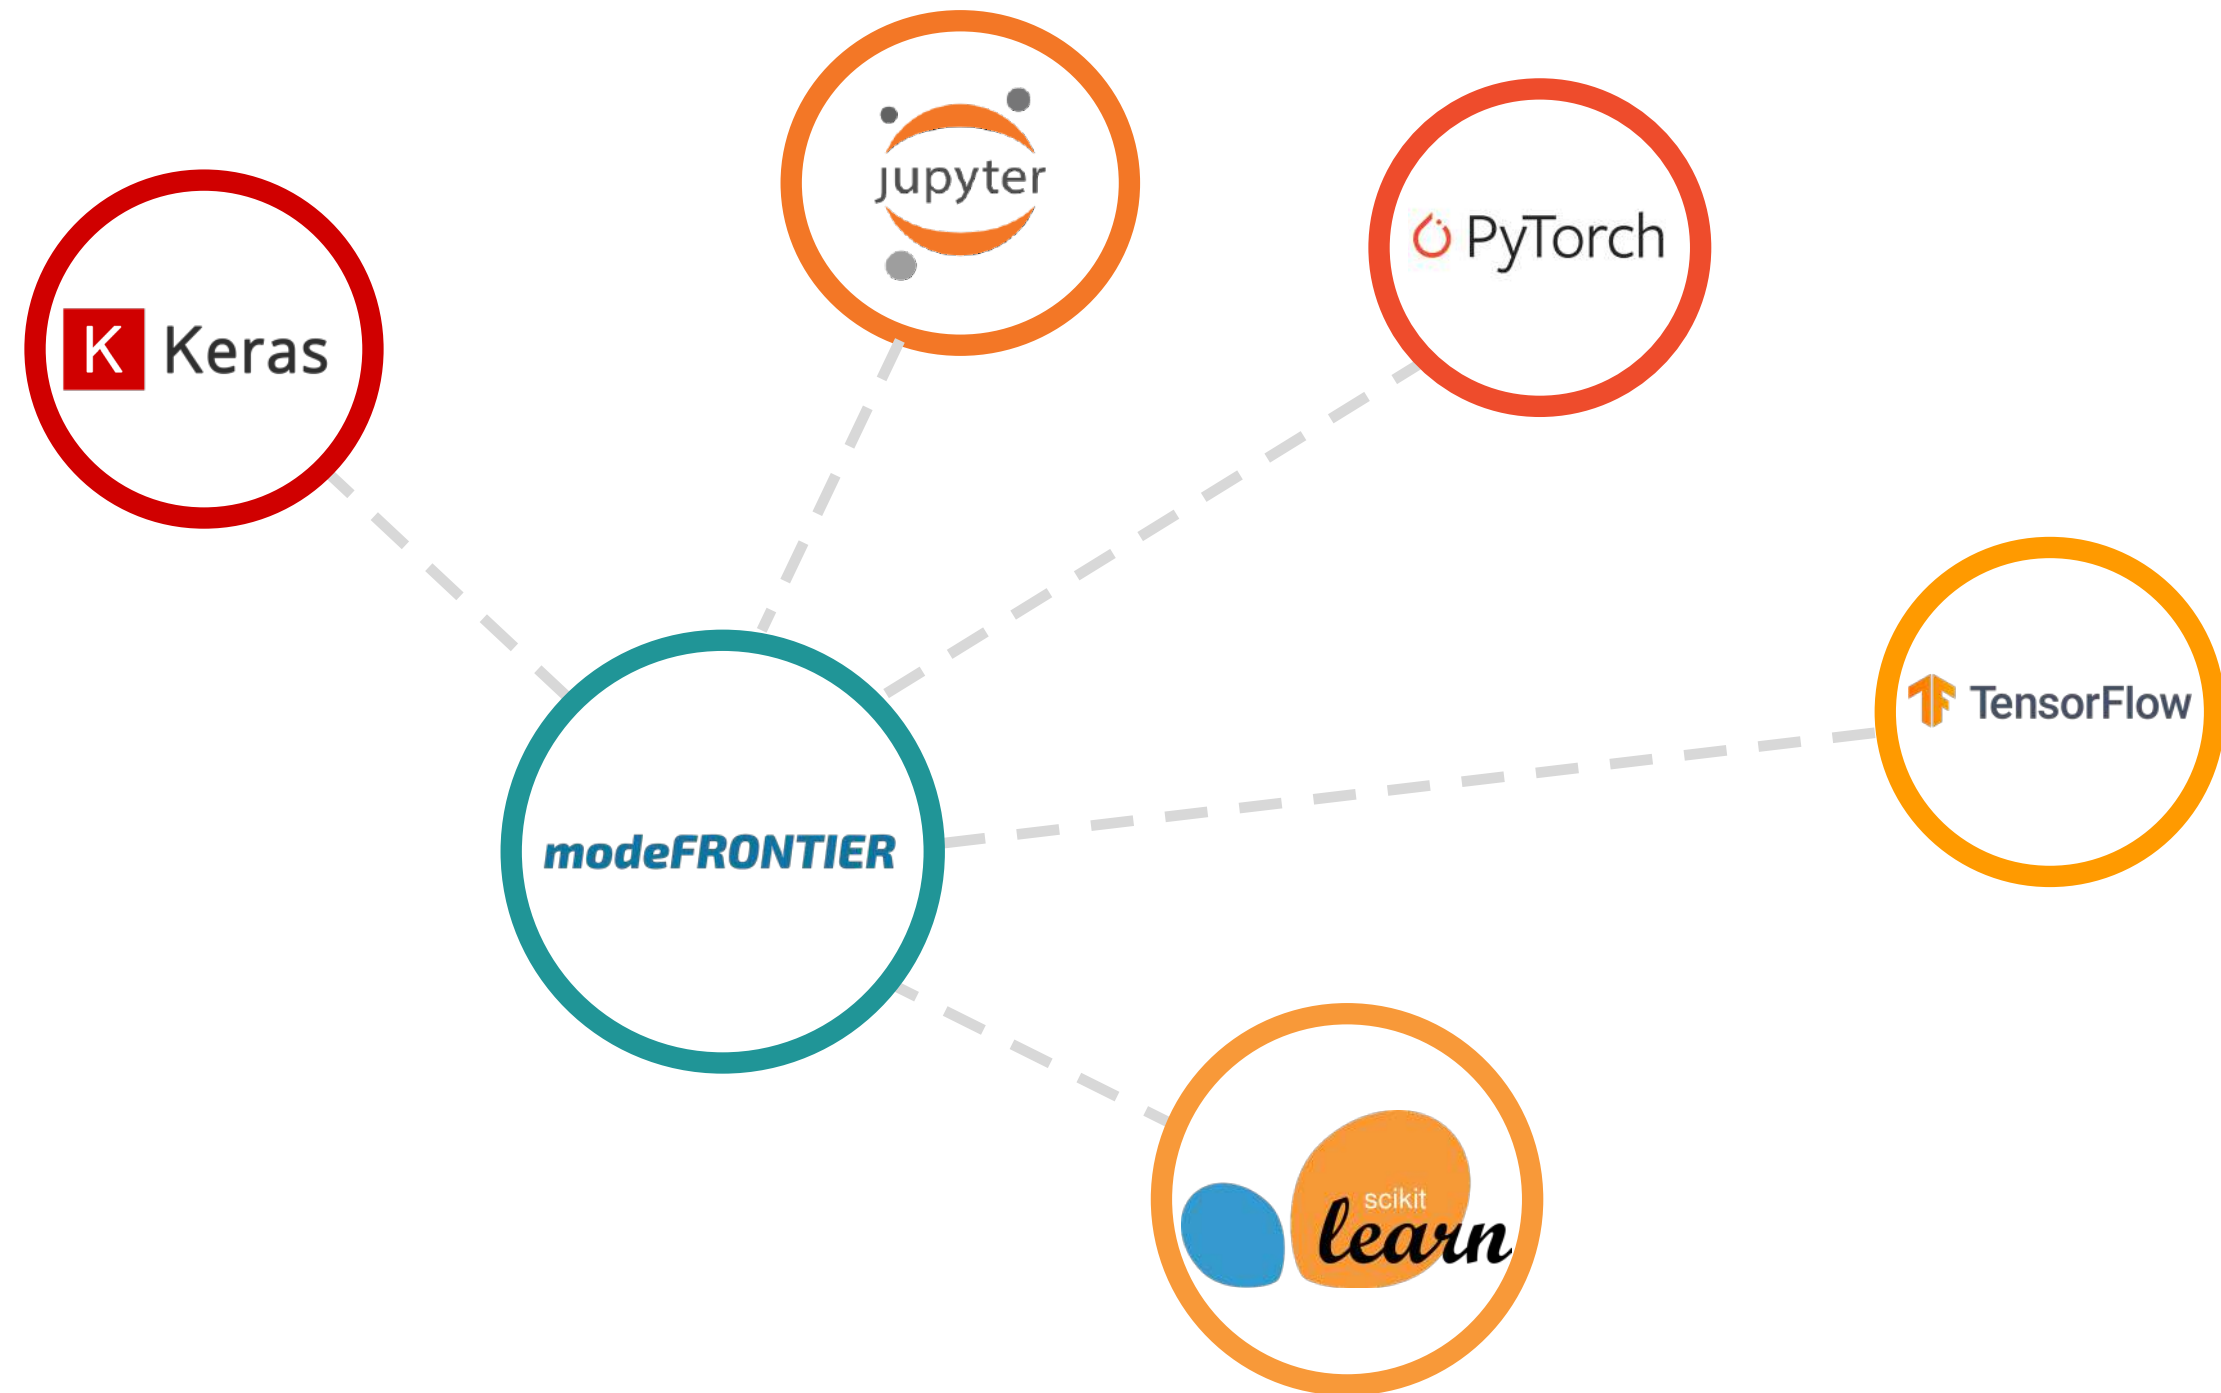 jupyter
PyTorch
K Keras
TensorFlow
modeFRONTIER
scikit
learn